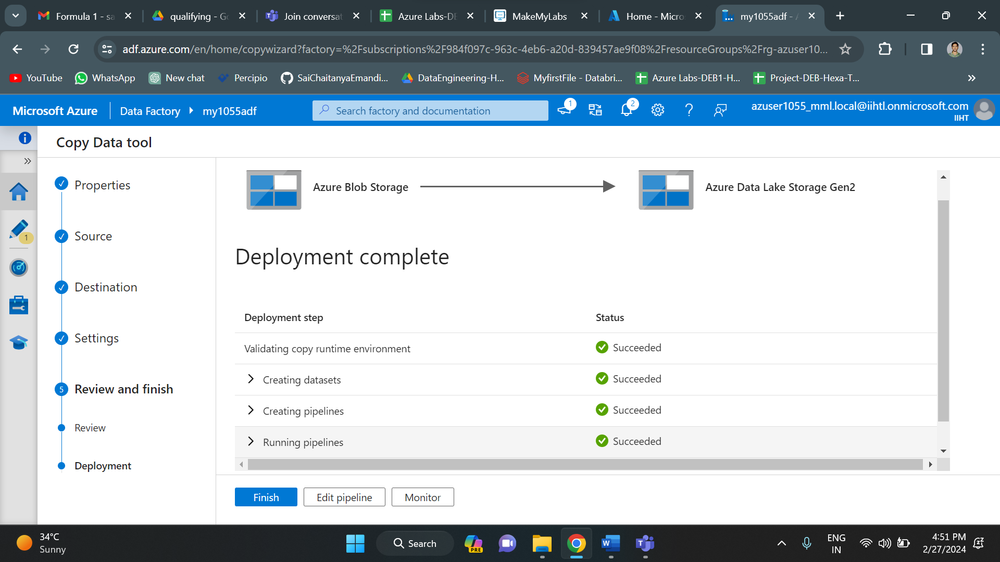 Formula 1 - sa
qualifying - Go
Join conversat
Azure Labs-DE
MakeMyLabs
Home - Micro
my1055adf - A
adf.azure.com/en/home/copywizard?factory=%2Fsubscriptions%2F984f097c-963c-4eb6-a20d-839457ae9f08%2FresourceGroups%2Frg-azuser10...
YouTube
WhatsApp
New chat
Percipio
SaiChaitanyaEmandi...
DataEngineering-H...
MyfirstFile - Databri...
Azure Labs-DEB1-H...
Project-DEB-Hexa-T...
Microsoft Azure
Data Factory
my1055adf
Search factory and documentation
1
2
azuser1055_mml.local@iihtl.onmicrosoft.com
IIHT
Copy Data tool
1
Properties
Source
Destination
Settings
5
Review and finish
Review
Deployment
Azure Blob Storage
Azure Data Lake Storage Gen2
Deployment complete
Deployment step Status
Validating copy runtime environment Succeeded
Creating datasets Succeeded
Creating pipelines Succeeded
Running pipelines Succeeded
Finish
Edit pipeline
Monitor
34°C
Sunny
Search
PRE
ENG
IN
4:51 PM
2/27/2024